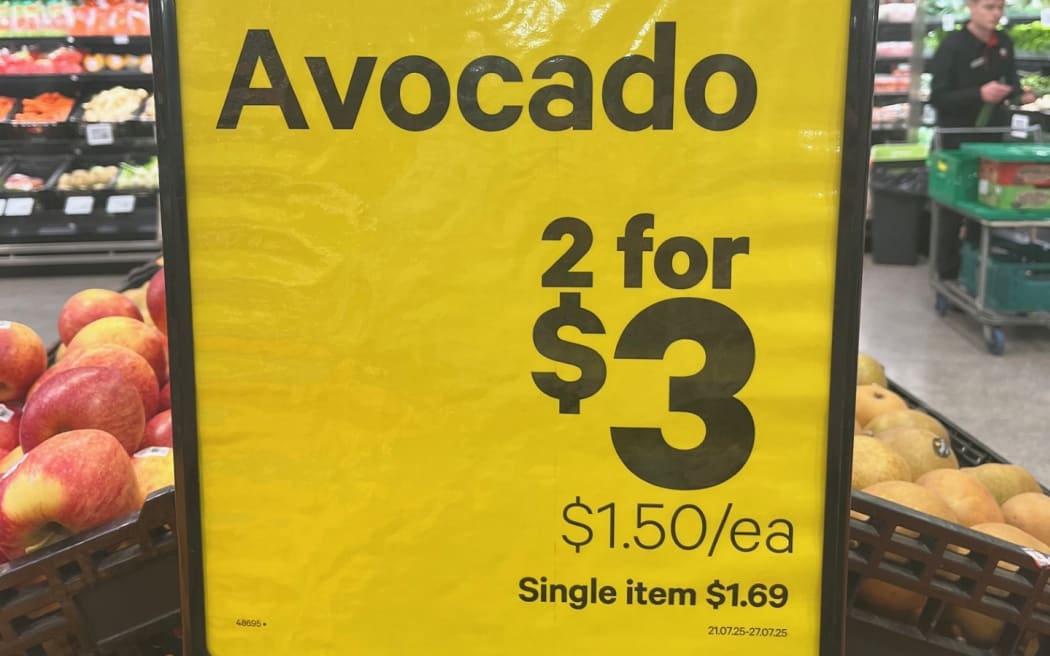 Avocado
2 for
$3
$1.50/ea
Single item $1.69
48695•
21.07.25-27.07.25